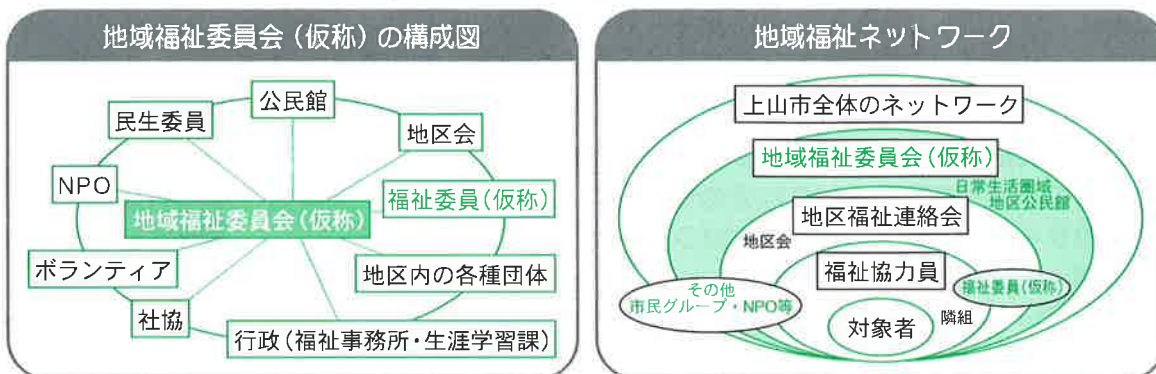 地域福祉委員会(仮称)の構成図
公民館
民生委員
地区会
NPO
福祉委員(仮称)
地域福祉委員会(仮称)
ボランティア
地区内の各種団体
社協
行政(福祉事務所・生涯学習課)
地域福祉ネットワーク
上山市全体のネットワーク
地域福祉委員会(仮称)
日常生活圏域
地区公民館
地区福祉連絡会
地区会
福祉協力員
福祉委員(仮称)
その他
市民グループ・NPO等
隣組
対象者